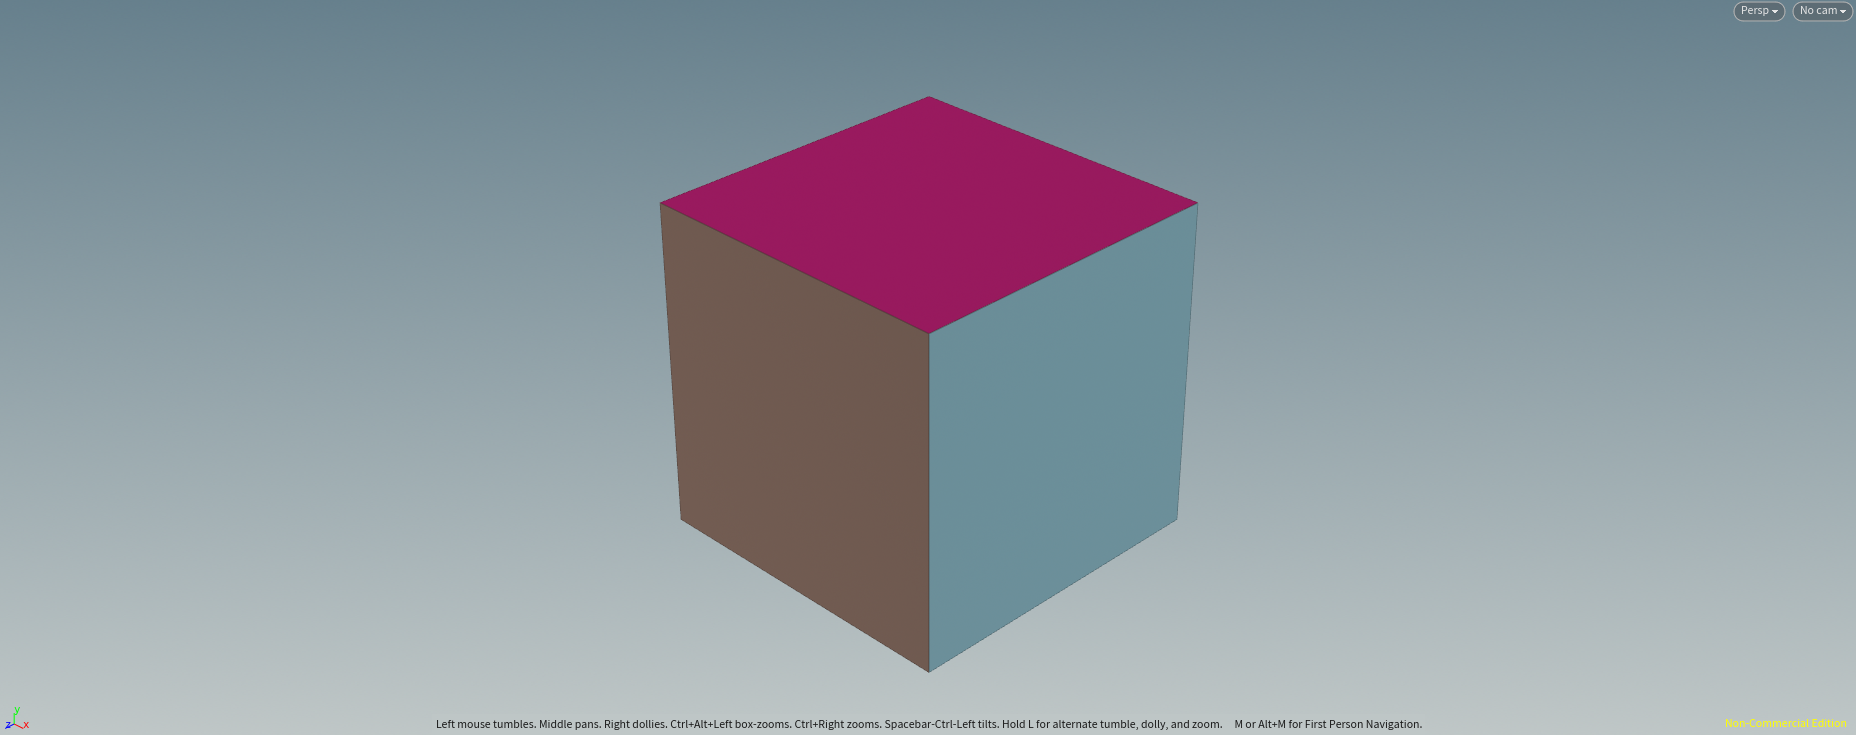 Persp No cam
y
z x
Left mouse tumbles. Middle pans. Right dollies. Ctrl+Alt+Left box-zooms. Ctrl+Right zooms. Spacebar-Ctrl-Left tilts. Hold L for alternate tumble, dolly, and zoom. M or Alt+M for First Person Navigation.
Non-Commercial Edition